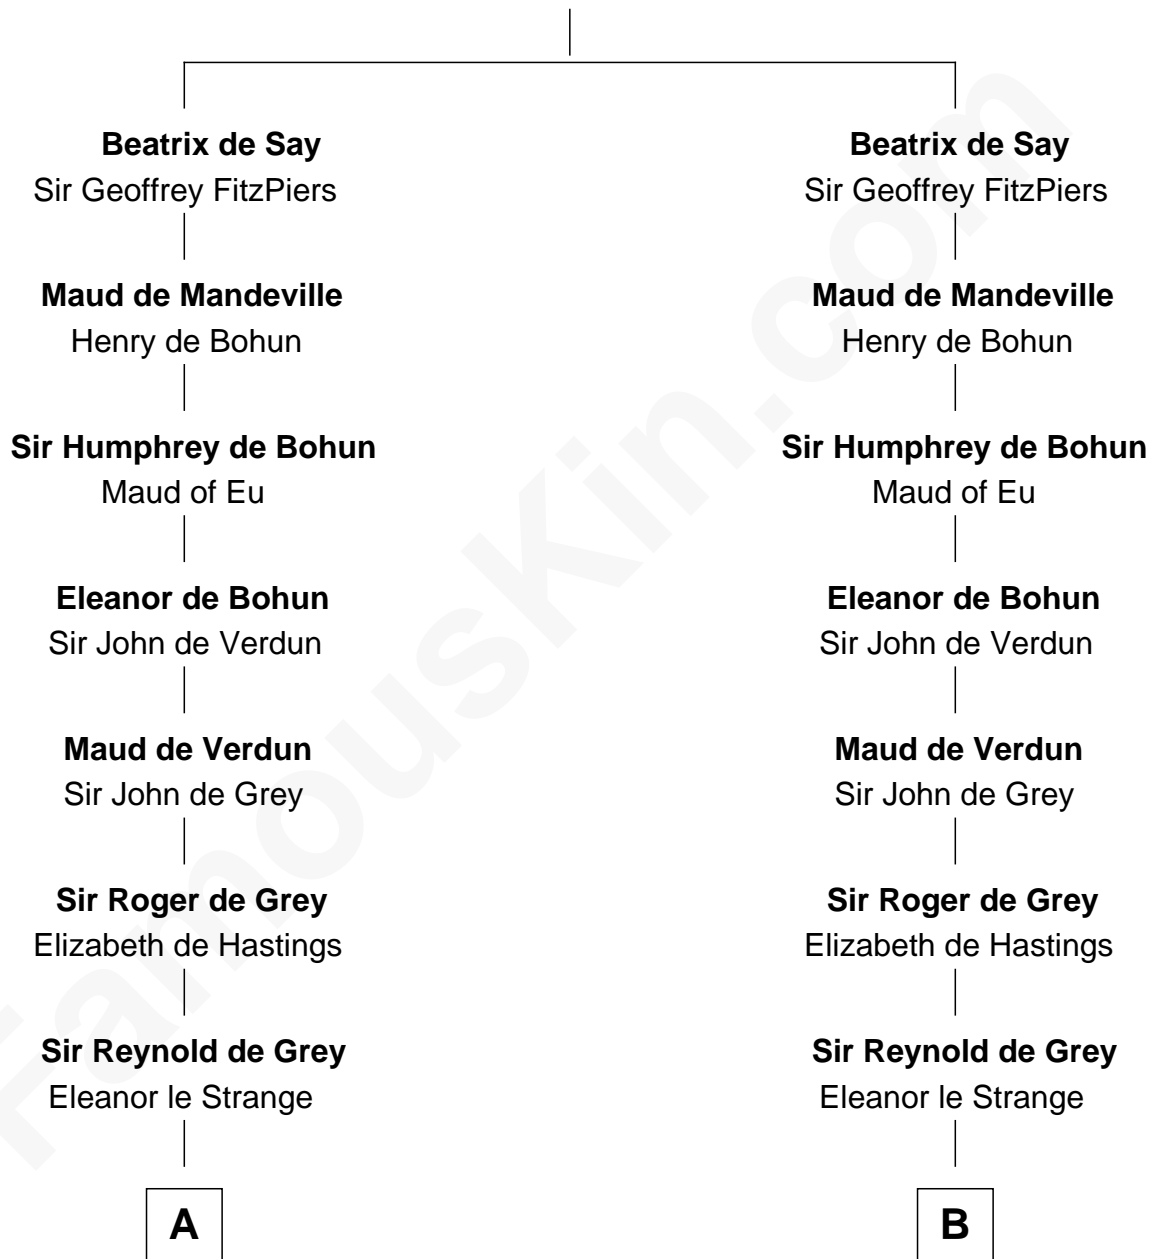 Beatrix de Say
Sir Geoffrey FitzPiers
Maud de Mandeville
Henry de Bohun
Sir Humphrey de Bohun
Maud of Eu
Eleanor de Bohun
Sir John de Verdun
Maud de Verdun
Sir John de Grey
Sir Roger de Grey
Elizabeth de Hastings
Sir Reynold de Grey
Eleanor le Strange
A
Beatrix de Say
Sir Geoffrey FitzPiers
Maud de Mandeville
Henry de Bohun
Sir Humphrey de Bohun
Maud of Eu
Eleanor de Bohun
Sir John de Verdun
Maud de Verdun
Sir John de Grey
Sir Roger de Grey
Elizabeth de Hastings
Sir Reynold de Grey
Eleanor le Strange
B
FamousKin.com